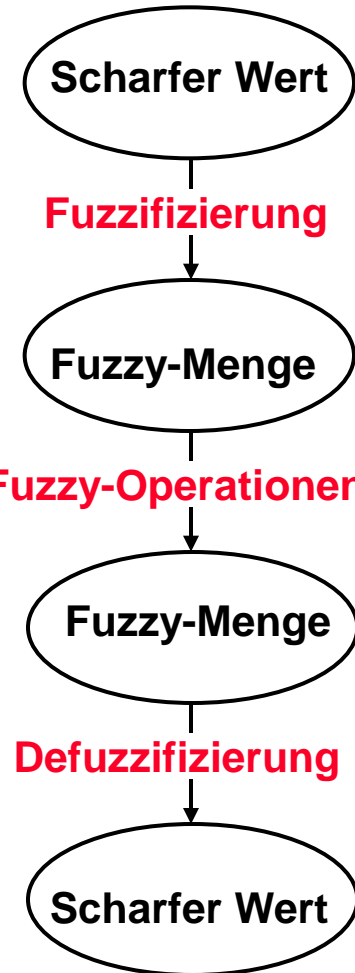 Scharfer Wert
Fuzzifizierung
Fuzzy-Menge
Fuzzy-Operationen
Fuzzy-Menge
Defuzzifizierung
Scharfer Wert